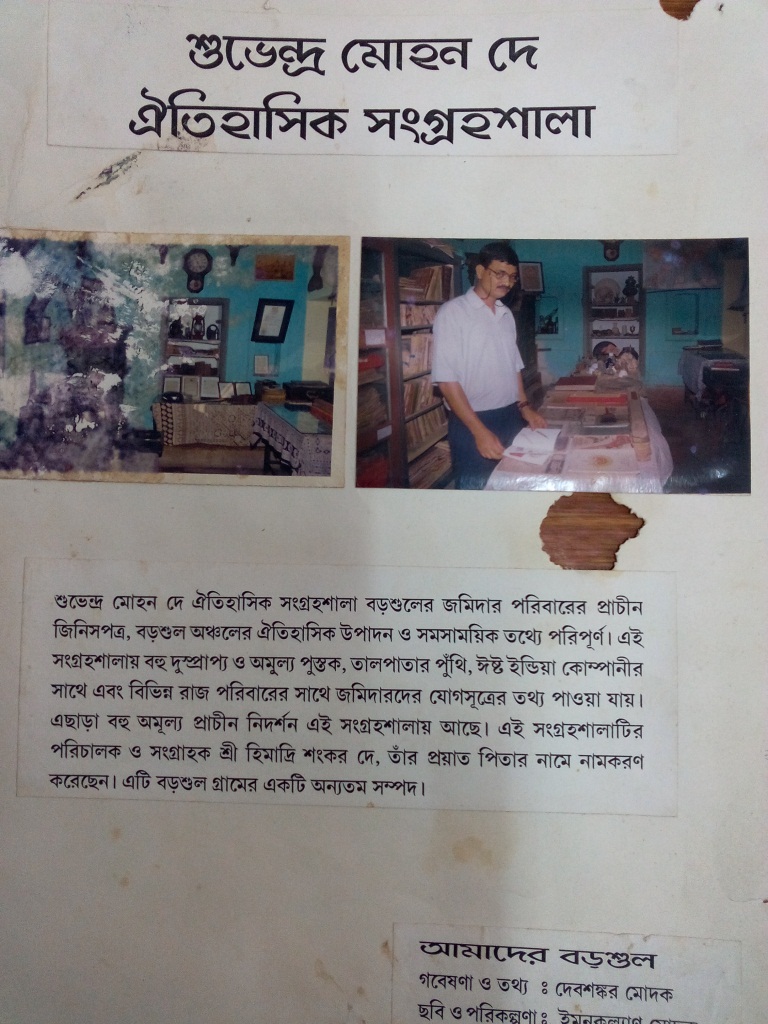 শুভেন্দ্র মোহন দে
ঐতিহাসিক সংগ্রহশালা
শুভেন্দ্র মোহন দে ঐতিহাসিক সংগ্রহশালা বড়শুলের জমিদার পরিবারের প্রাচীন
জিনিসপত্র, বড়শুল অঞ্চলের ঐতিহাসিক উপাদন ও সমসাময়িক তথ্যে পরিপূর্ণ। এই
সংগ্রহশালায় বহু দুস্প্রাপ্য ও অমূল্য পুস্তক, তালপাতার পুঁথি, ঈষ্ট ইন্ডিয়া কোম্পানীর
সাথে এবং বিভিন্ন রাজ পরিবারের সাথে জমিদারদের যোগসূত্রের তথ্য পাওয়া যায়।
এছাড়া বহু অমূল্য প্রাচীন নিদর্শন এই সংগ্রহশালায় আছে। এই সংগ্রহশালাটির
পরিচালক ও সংগ্রাহক শ্রী হিমাদ্রি শংকর দে, তাঁর প্রয়াত পিতার নামে নামকরণ
করেছেন। এটি বড়শুল গ্রামের একটি অন্যতম সম্পদ।
আমাদের বড়শুল
গবেষণা ও তথ্য : দেবশঙ্কর মোদক
ছবি ও পরিকল্পণা : ইমনকল্যাণ